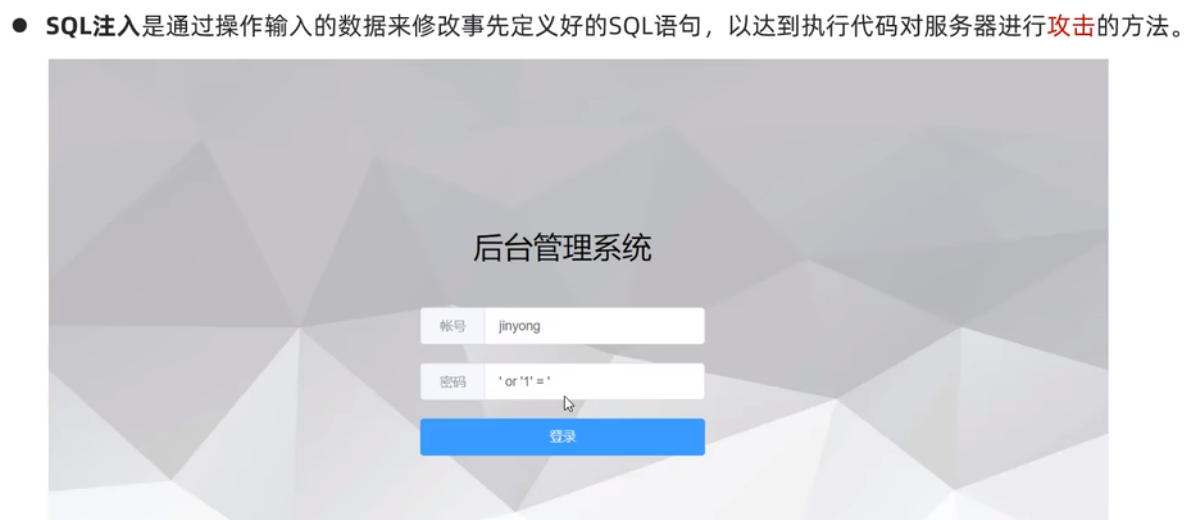 ● SQL注入是通过操作输入的数据来修改事先定义好的SQL语句，以达到执行代码对服务器进行攻击的方法。
后台管理系统
帐号 jinyong
密码 ' or '1' = '
登录